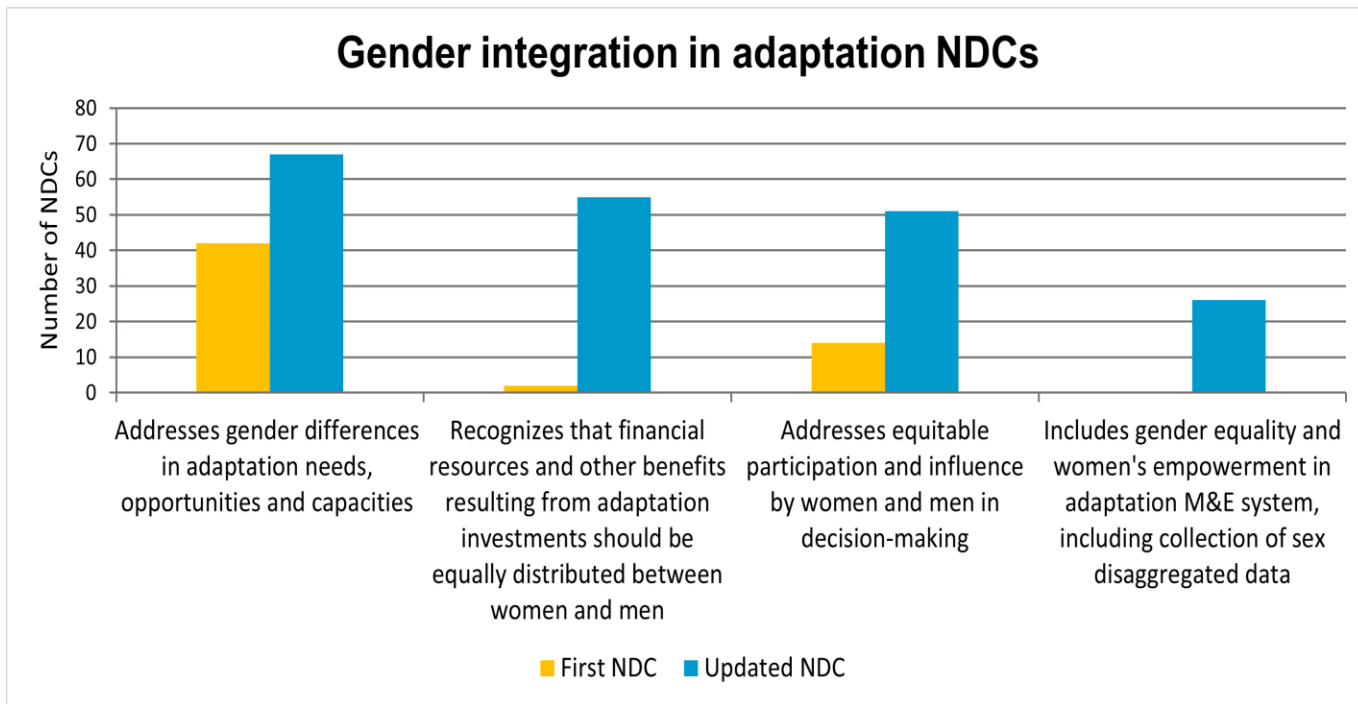 Gender integration in adaptation NDCs
Number of NDCs
80
70
60
50
40
30
20
10
0
Addresses gender differences
in adaptation needs,
opportunities and capacities
Recognizes that financial
resources and other benefits
resulting from adaptation
investments should be
equally distributed between
women and men
Addresses equitable
participation and influence
by women and men in
decision-making
Includes gender equality and
women's empowerment in
adaptation M&E system,
including collection of sex
disaggregated data
First NDC
Updated NDC